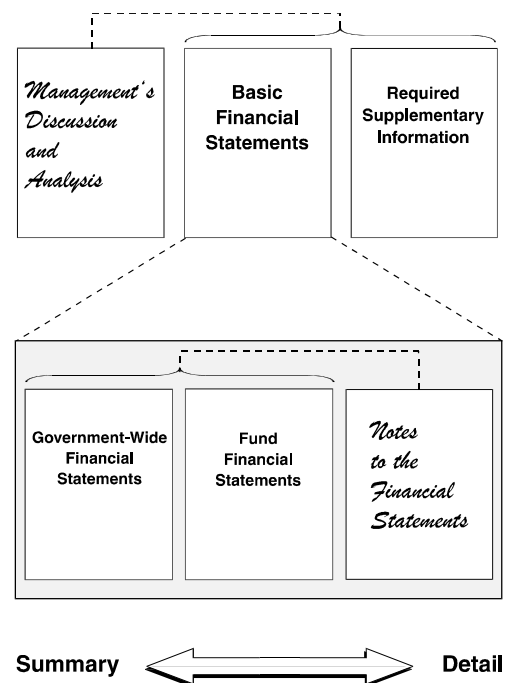 Management's
Discussion
and
Analysis
Basic
Financial
Statements
Required
Supplementary
Information
Government-Wide
Financial
Statements
Fund
Financial
Statements
Notes
to the
Financial
Statements
Summary
Detail